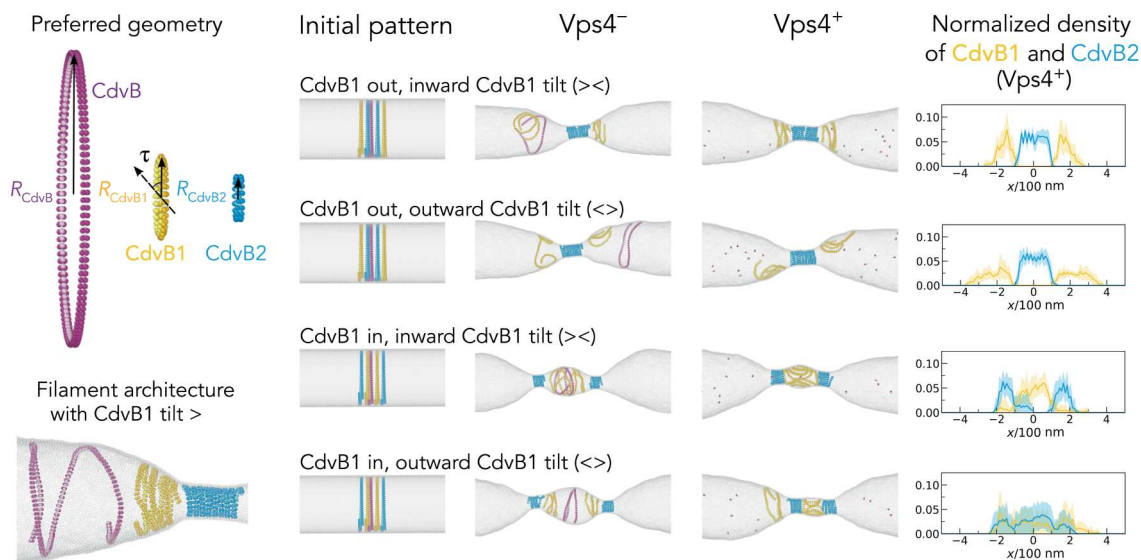 Preferred geometry
CdvB
R_CdvB
τ
R_CdvB1
R_CdvB2
CdvB1
CdvB2
Filament architecture
with CdvB1 tilt >
Initial pattern
Vps4⁻
Vps4⁺
Normalized density
of CdvB1 and CdvB2
(Vps4⁺)
CdvB1 out, inward CdvB1 tilt (><)
0.10
0.05
0.00
−4 −2 0 2 4
x/100 nm
CdvB1 out, outward CdvB1 tilt (<>)
0.10
0.05
0.00
−4 −2 0 2 4
x/100 nm
CdvB1 in, inward CdvB1 tilt (><)
0.10
0.05
0.00
−4 −2 0 2 4
x/100 nm
CdvB1 in, outward CdvB1 tilt (<>)
0.10
0.05
0.00
−4 −2 0 2 4
x/100 nm